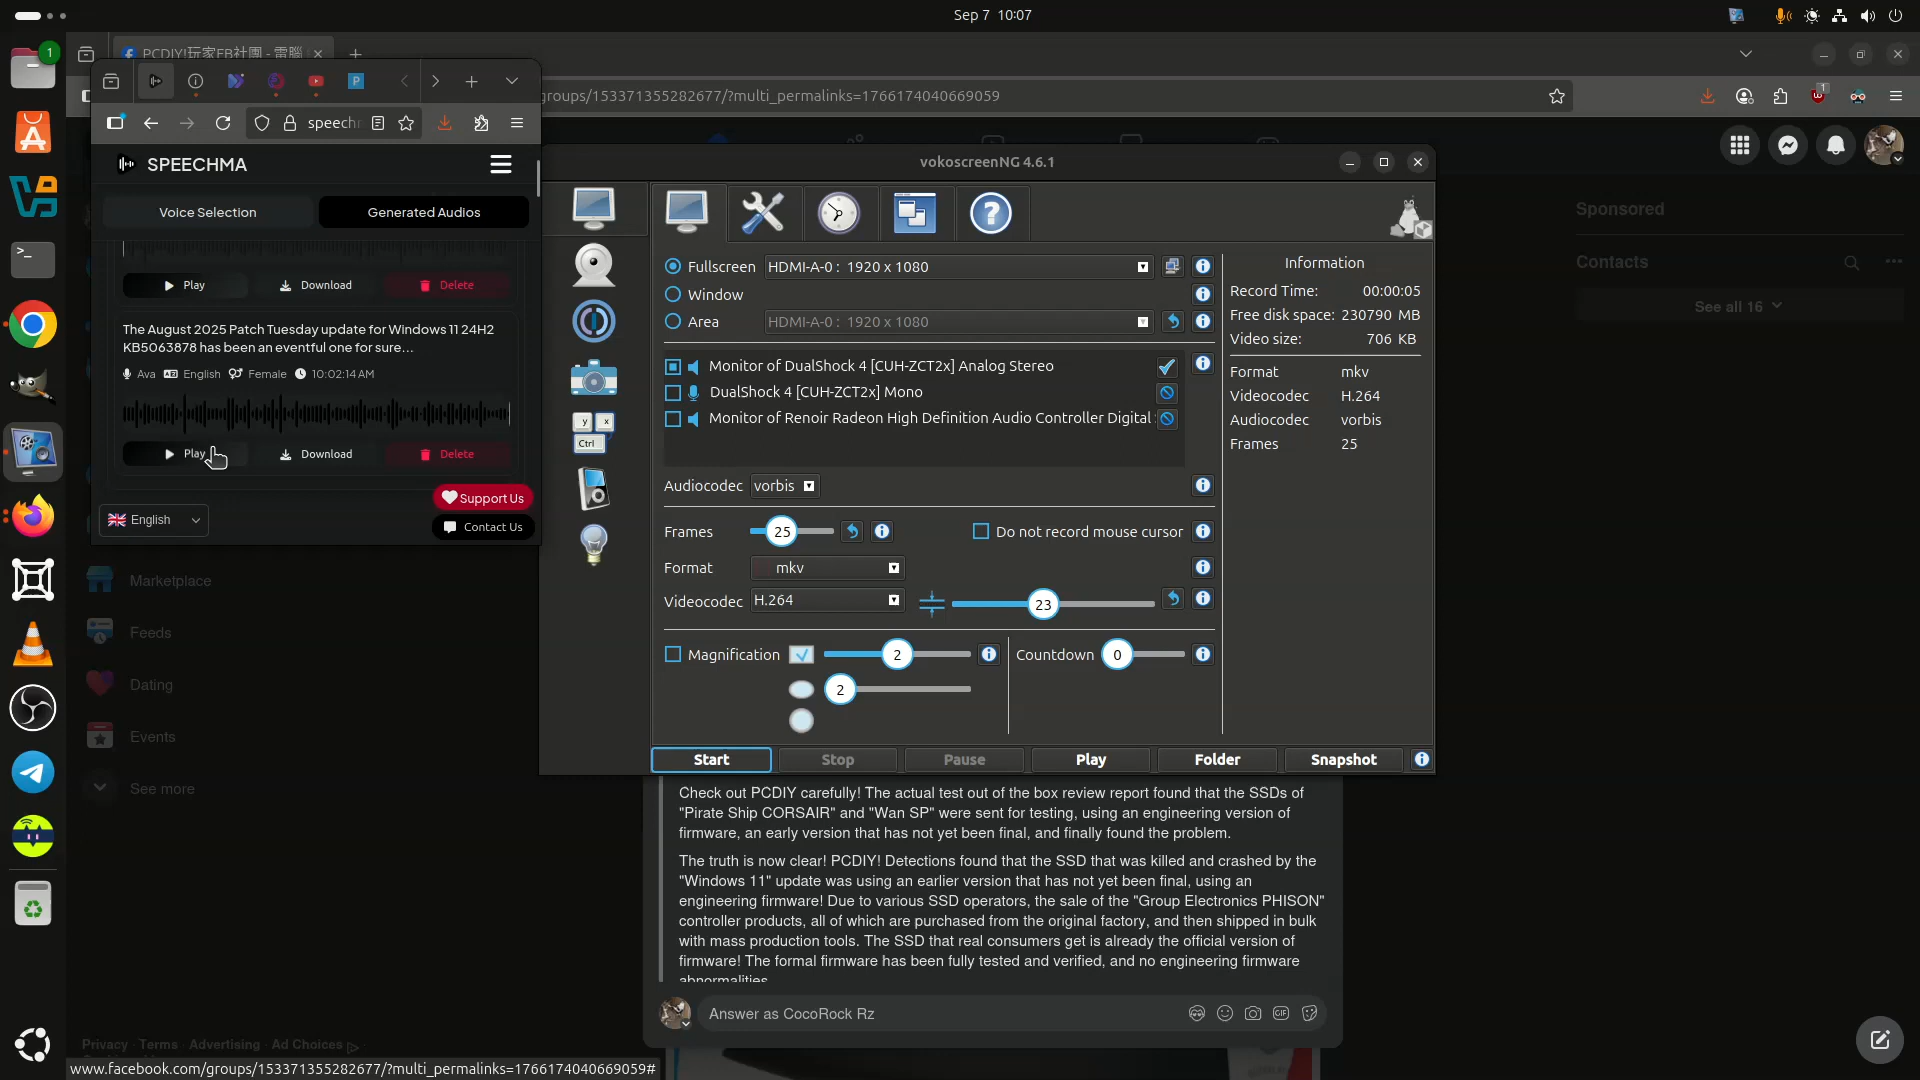 Sep 7 10:07
1
PCDIY!玩家FB社團 - 電腦
groups/153371355282677/?multi_permalinks=1766174040669059
1
speech
SPEECHMA
Voice Selection
Generated Audios
Play
Download
Delete
The August 2025 Patch Tuesday update for Windows 11 24H2
KB5063878 has been an eventful one for sure...
Ava English Female 10:02:14 AM
Play
Download
Delete
Support Us
English
Contact Us
Marketplace
Feeds
Dating
Events
See more
Privacy · Terms · Advertising · Ad Choices
www.facebook.com/groups/153371355282677/?multi_permalinks=1766174040669059#
vokoscreenNG 4.6.1
Fullscreen
HDMI-A-0 : 1920 x 1080
Window
Area
HDMI-A-0 : 1920 x 1080
Monitor of DualShock 4 [CUH-ZCT2x] Analog Stereo
DualShock 4 [CUH-ZCT2x] Mono
Monitor of Renoir Radeon High Definition Audio Controller Digital
Audiocodec vorbis
Frames 25
Do not record mouse cursor
Format mkv
Videocodec H.264 23
Magnification 2
Countdown 0
2
y x
Ctrl
Information
Record Time: 00:00:05
Free disk space: 230790 MB
Video size: 706 KB
Format mkv
Videocodec H.264
Audiocodec vorbis
Frames 25
Start
Stop
Pause
Play
Folder
Snapshot
Sponsored
Contacts
See all 16
Check out PCDIY carefully! The actual test out of the box review report found that the SSDs of
"Pirate Ship CORSAIR" and "Wan SP" were sent for testing, using an engineering version of
firmware, an early version that has not yet been final, and finally found the problem.
The truth is now clear! PCDIY! Detections found that the SSD that was killed and crashed by the
"Windows 11" update was using an earlier version that has not yet been final, using an
engineering firmware! Due to various SSD operators, the sale of the "Group Electronics PHISON"
controller products, all of which are purchased from the original factory, and then shipped in bulk
with mass production tools. The SSD that real consumers get is already the official version of
firmware! The formal firmware has been fully tested and verified, and no engineering firmware
abnormalities
Answer as CocoRock Rz
GIF